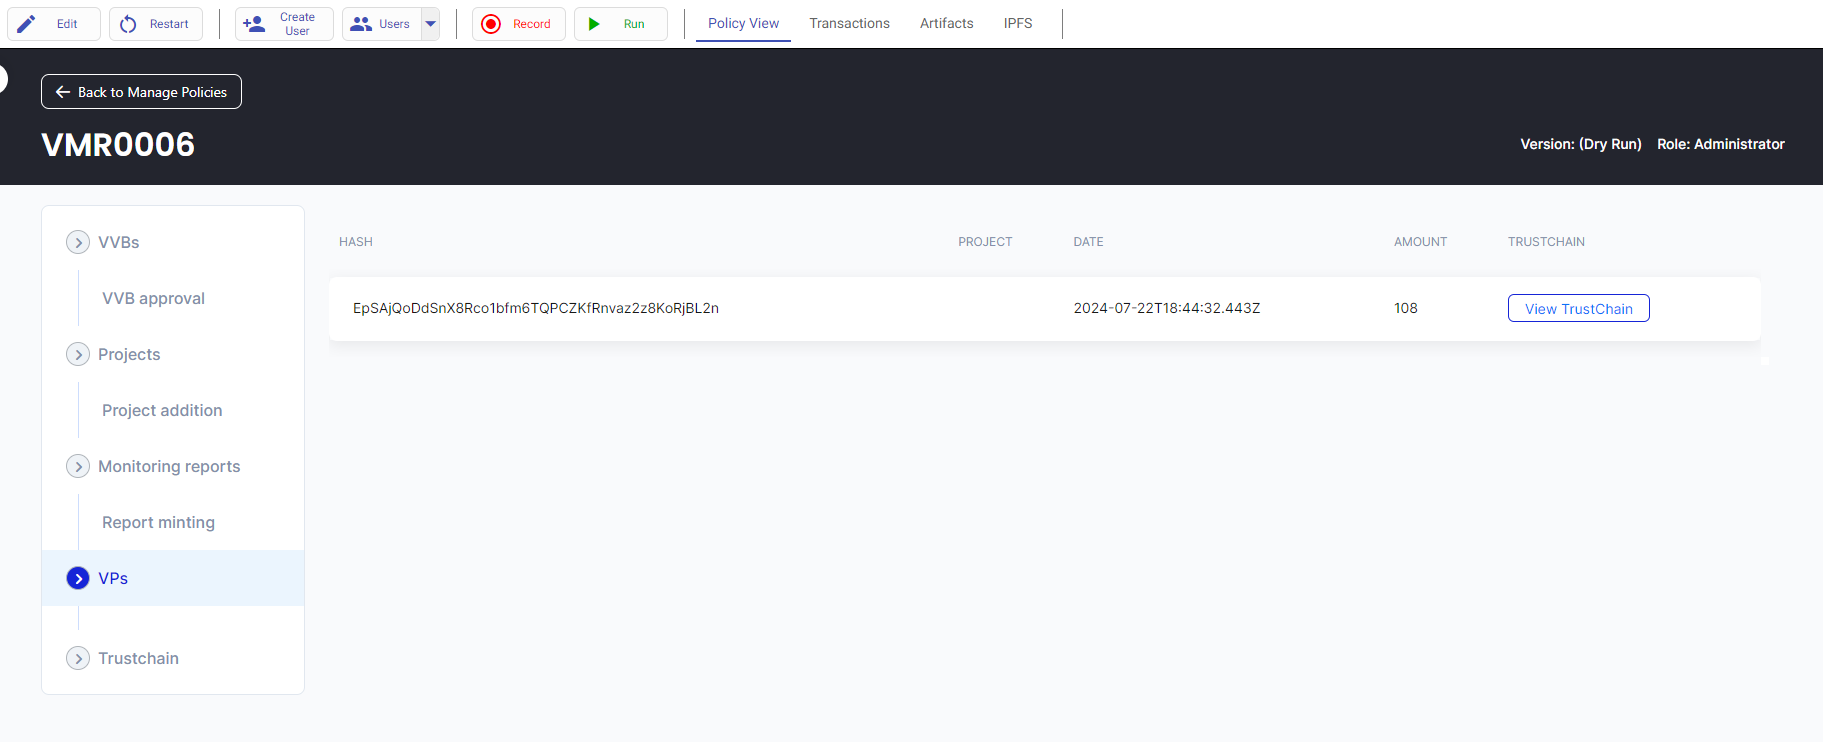 Edit Restart Create User Users Record Run Policy View Transactions Artifacts IPFS
Back to Manage Policies
VMR0006
Version: (Dry Run) Role: Administrator
VVBs
VVB approval
Projects
Project addition
Monitoring reports
Report minting
VPs
Trustchain
HASH PROJECT DATE AMOUNT TRUSTCHAIN
EpSAjQoDdSnX8Rco1bfm6TQPCZKfRnvaz2z8KoRjBL2n 2024-07-22T18:44:32.443Z 108 View TrustChain